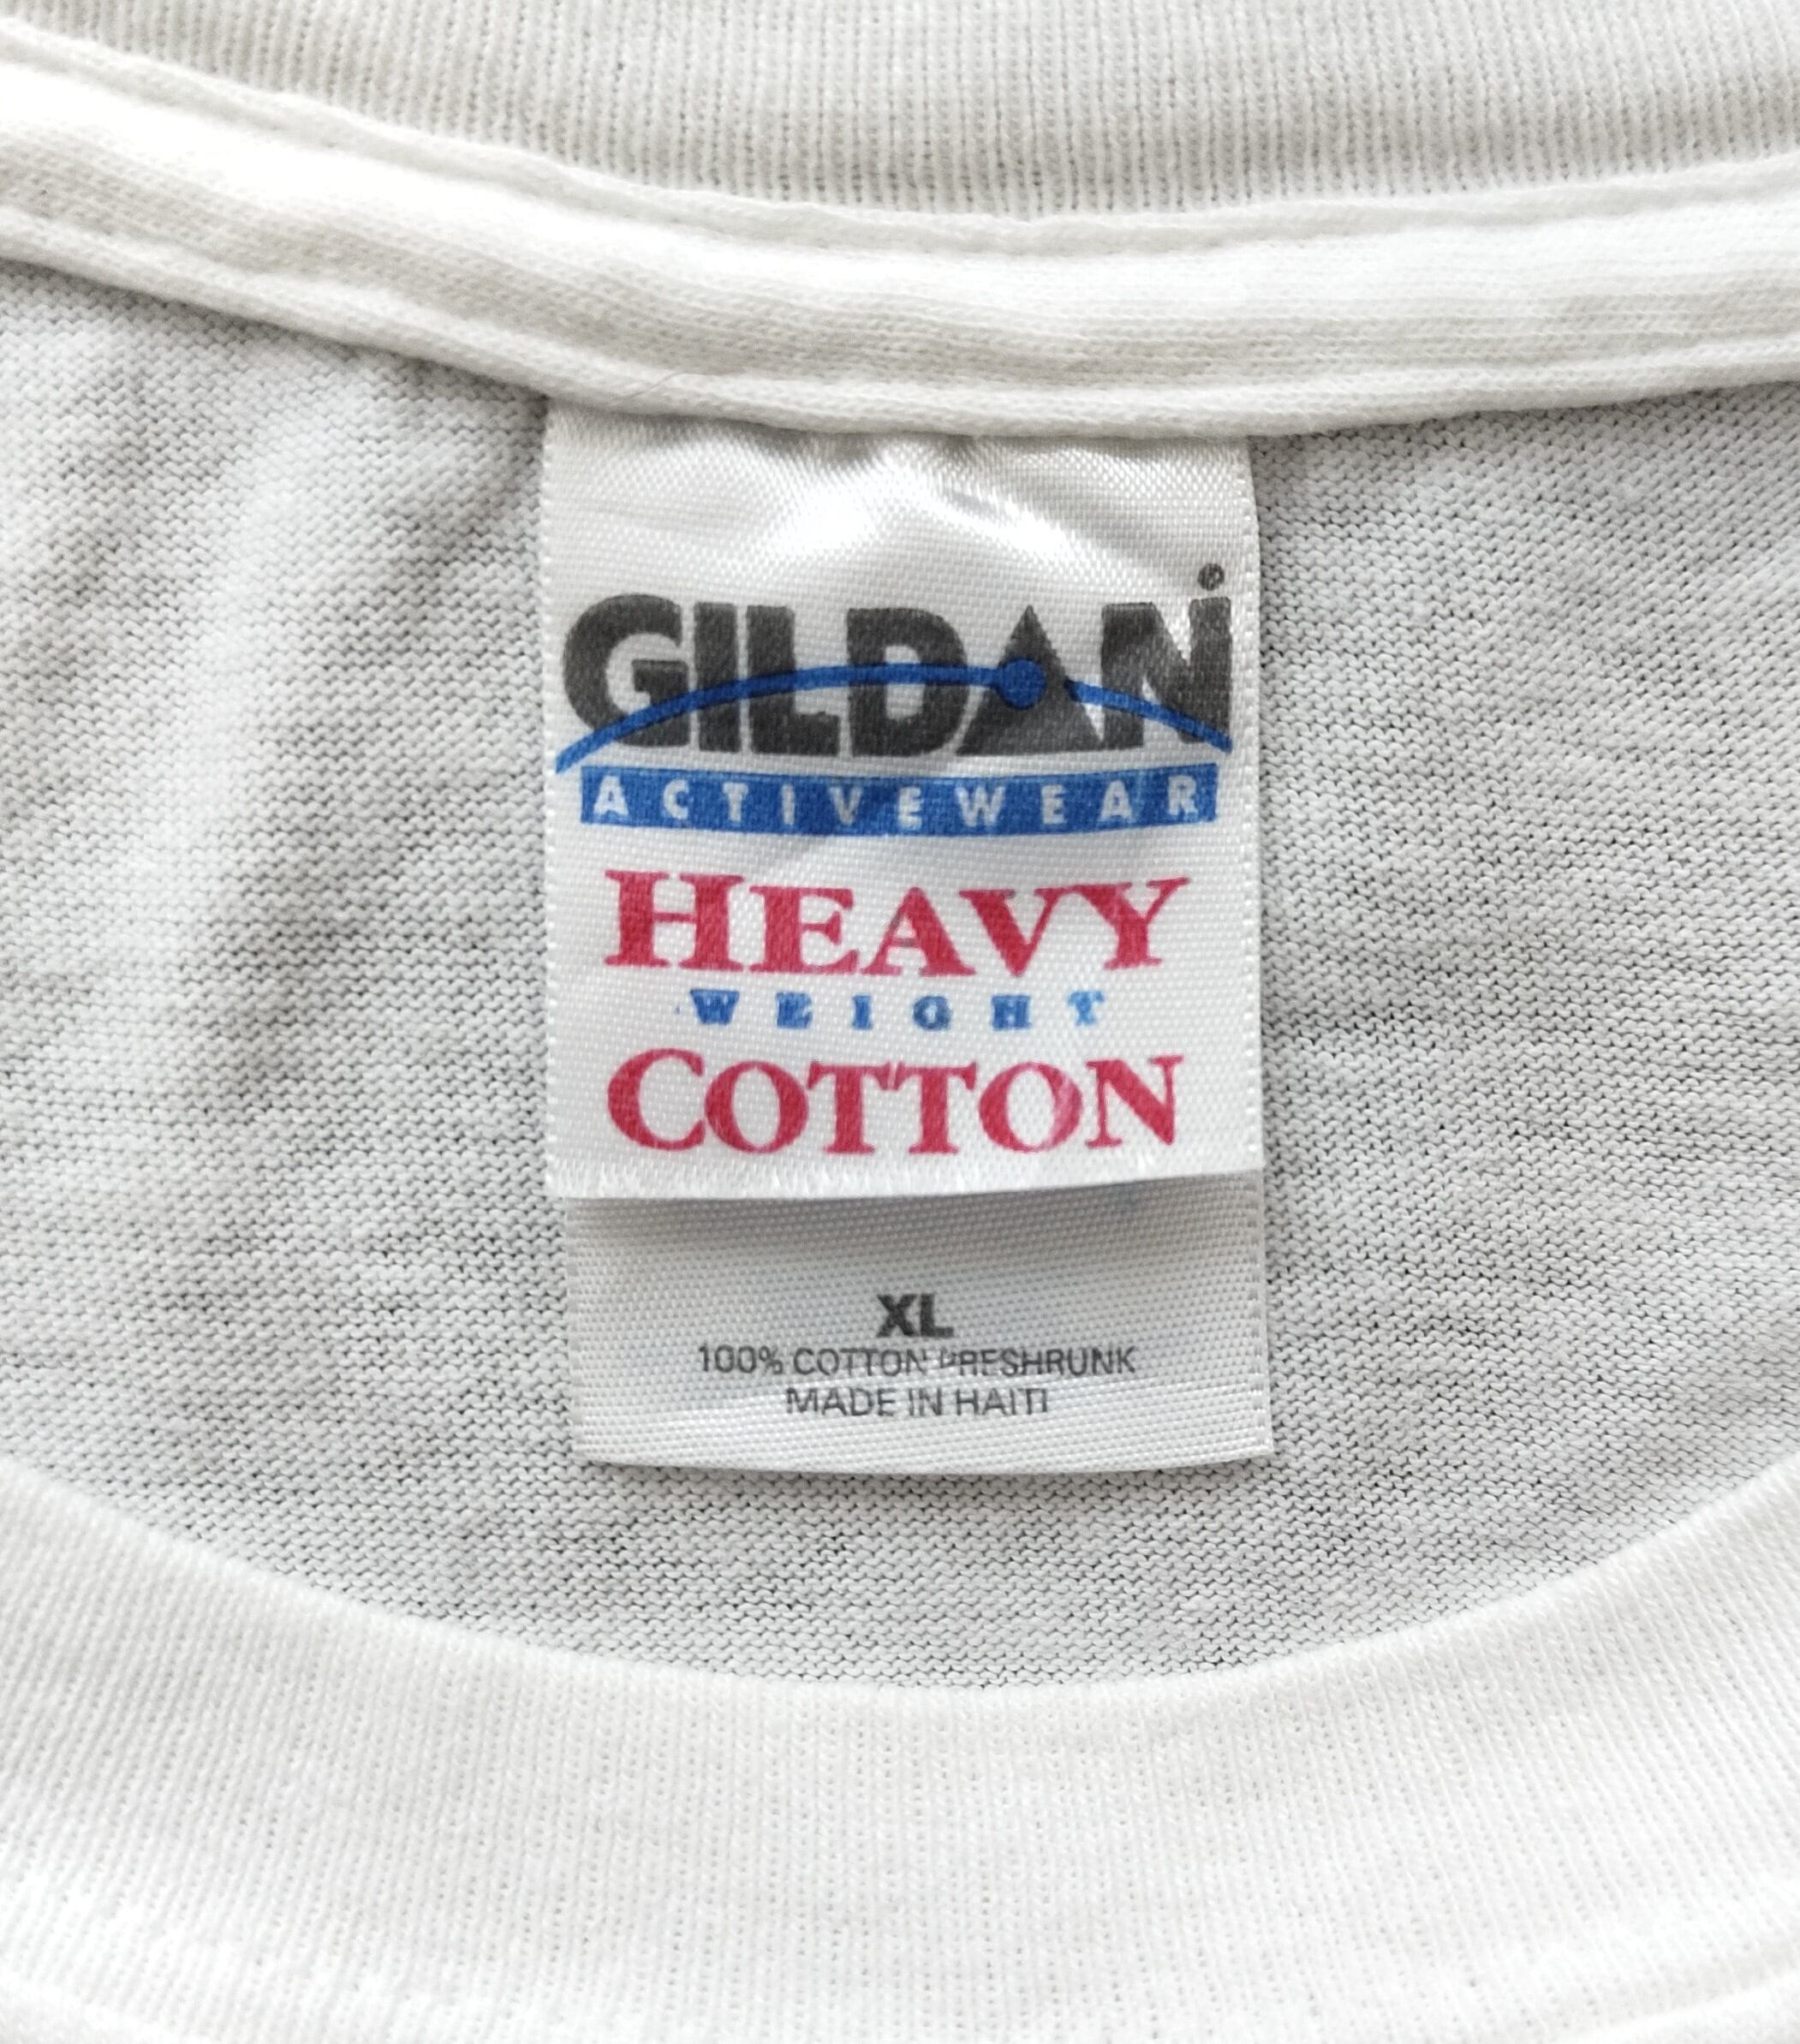 GILDAN®
ACTIVEWEAR
HEAVY
WEIGHT
COTTON
XL
100% COTTON PRESHRUNK
MADE IN HAITI